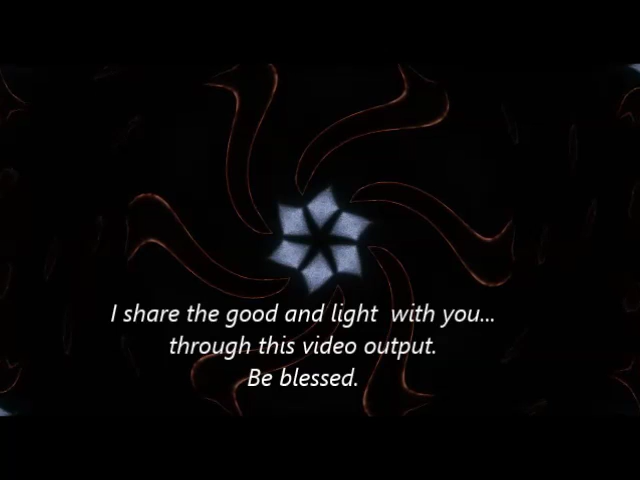 I share the good and light  with you...
through this video output.
Be blessed.